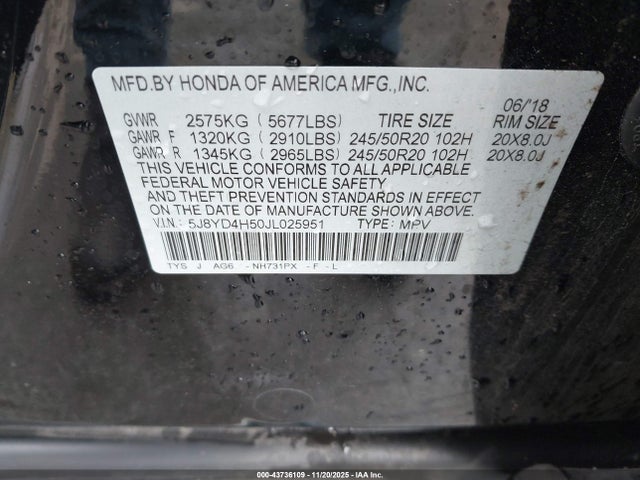 MFD.BY HONDA OF AMERICA MFG.,INC.
06/'18
GVWR 2575KG (5677LBS) TIRE SIZE RIM SIZE
GAWR F 1320KG (2910LBS) 245/50R20 102H 20X8.0J
GAWR R 1345KG (2965LBS) 245/50R20 102H 20X8.0J
THIS VEHICLE CONFORMS TO ALL APPLICABLE
FEDERAL MOTOR VEHICLE SAFETY
AND THEFT PREVENTION STANDARDS IN EFFECT
ON THE DATE OF MANUFACTURE SHOWN ABOVE.
V.I.N.: 5J8YD4H50JL025951 TYPE: MPV
TYS J AG6 - NH731PX - F - L
000-43736109 | 11/20/2025 | IAA Inc.